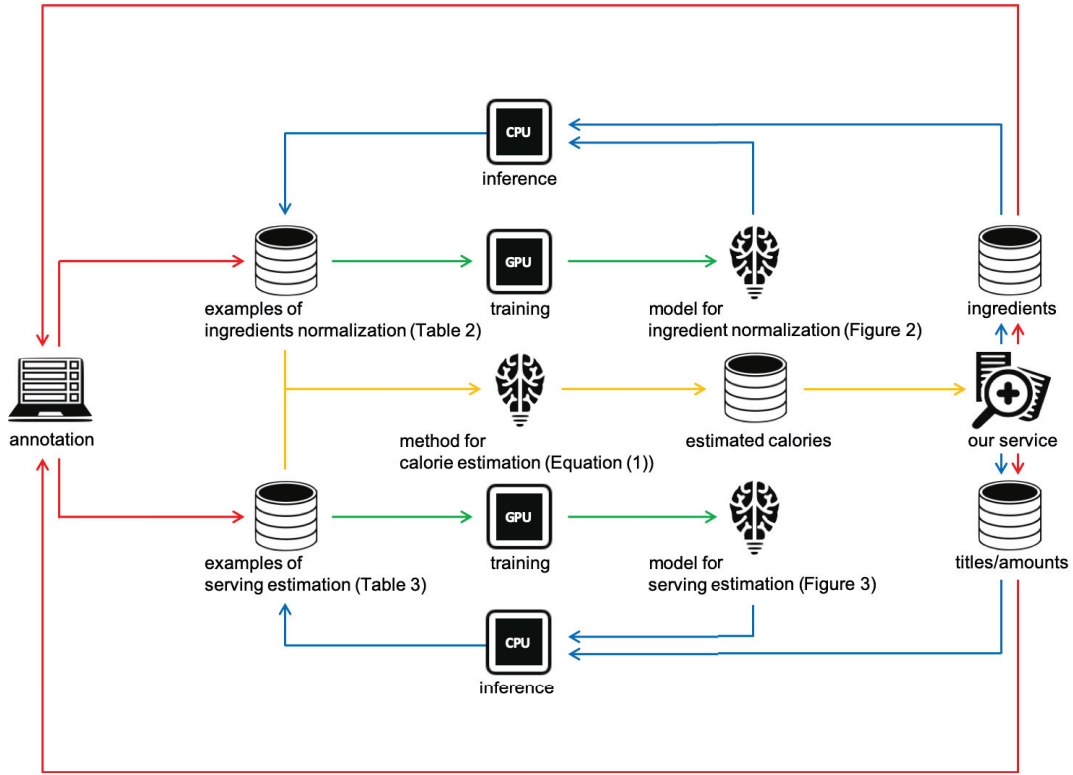 CPU
inference
GPU
examples of
ingredients normalization (Table 2)
training
model for
ingredient normalization (Figure 2)
ingredients
annotation
method for
calorie estimation (Equation (1))
estimated calories
our service
GPU
examples of
serving estimation (Table 3)
training
model for
serving estimation (Figure 3)
titles/amounts
CPU
inference